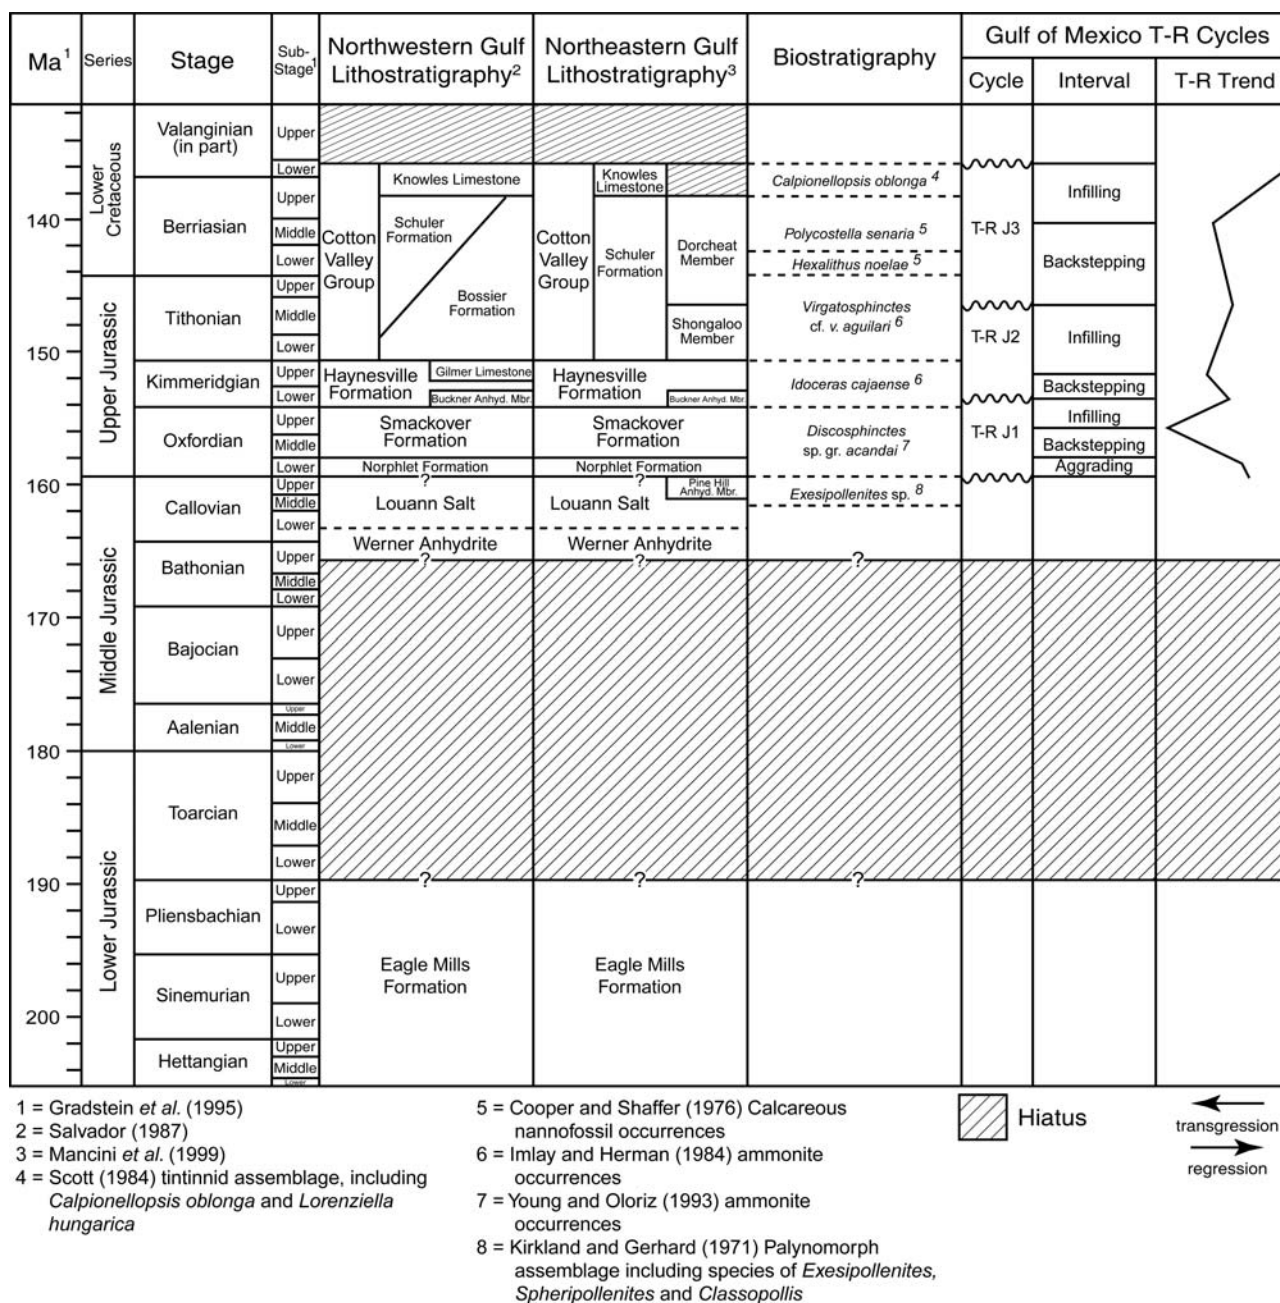 Ma1
Series
Stage
Sub-
Stage1
Northwestern Gulf
Lithostratigraphy2
Northeastern Gulf
Lithostratigraphy3
Biostratigraphy
Gulf of Mexico T-R Cycles
Cycle
Interval
T-R Trend
140
150
160
170
180
190
200
Lower
Cretaceous
Upper Jurassic
Middle Jurassic
Lower Jurassic
Valanginian
(in part)
Berriasian
Tithonian
Kimmeridgian
Oxfordian
Callovian
Bathonian
Bajocian
Aalenian
Toarcian
Pliensbachian
Sinemurian
Hettangian
Upper
Lower
Upper
Middle
Lower
Upper
Middle
Lower
Upper
Lower
Upper
Middle
Lower
Upper
Middle
Lower
Upper
Middle
Lower
Upper
Lower
Upper
Middle
Lower
Upper
Middle
Lower
Upper
Lower
Upper
Lower
Upper
Middle
Lower
Cotton
Valley
Group
Knowles Limestone
Schuler
Formation
Bossier
Formation
Haynesville
Formation
Gilmer Limestone
Buckner Anhyd. Mbr.
Smackover
Formation
Norphlet Formation
?
Louann Salt
Werner Anhydrite
?
?
Eagle Mills
Formation
Cotton
Valley
Group
Knowles
Limestone
Schuler
Formation
Dorcheat
Member
Shongaloo
Member
Haynesville
Formation
Buckner Anhyd. Mbr.
Smackover
Formation
Norphlet Formation
?
Pine Hill
Anhyd. Mbr.
Louann Salt
Werner Anhydrite
?
?
Eagle Mills
Formation
Calpionellopsis oblonga 4
Polycostella senaria 5
Hexalithus noelae 5
Virgatosphinctes
cf. v. aguilari 6
Idoceras cajaense 6
Discosphinctes
sp. gr. acandai 7
Exesipollenites sp. 8
?
?
T-R J3
T-R J2
T-R J1
Infilling
Backstepping
Infilling
Backstepping
Infilling
Backstepping
Aggrading
1 = Gradstein et al. (1995)
2 = Salvador (1987)
3 = Mancini et al. (1999)
4 = Scott (1984) tintinnid assemblage, including
Calpionellopsis oblonga and Lorenziella
hungarica
5 = Cooper and Shaffer (1976) Calcareous
nannofossil occurrences
6 = Imlay and Herman (1984) ammonite
occurrences
7 = Young and Oloriz (1993) ammonite
occurrences
8 = Kirkland and Gerhard (1971) Palynomorph
assemblage including species of Exesipollenites,
Spheripollenites and Classopollis
Hiatus
transgression
regression